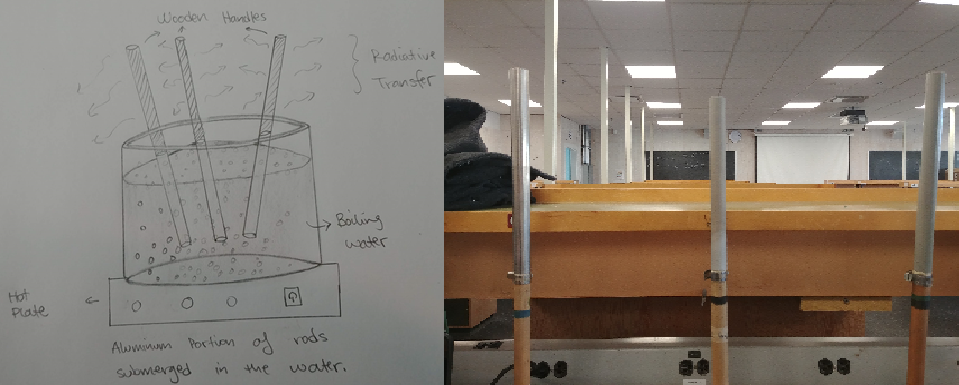 Wooden Handles
Radiative
Transfer
Boiling
water
Hot
Plate
Aluminum Portion of rods
submerged in the water.